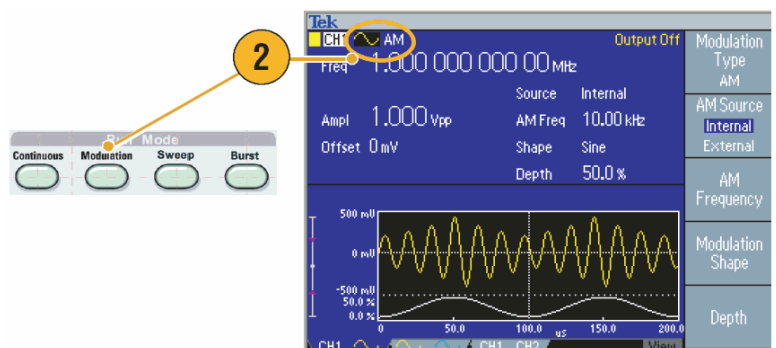 2
Run Mode
Continuous Modulation Sweep Burst
Tek
CH1 AM Output Off
Freq 1.000 000 000 00 MHz
Source Internal
Ampl 1.000 Vpp AM Freq 10.00 kHz
Offset 0 mV Shape Sine
Depth 50.0 %
500 mV
0 mV
-500 mV
50.0 %
0.0 %
0 50.0 100.0 us 150.0 200.0
CH1 CH1 CH2 View
Modulation
Type
AM
AM Source
Internal
External
AM
Frequency
Modulation
Shape
Depth